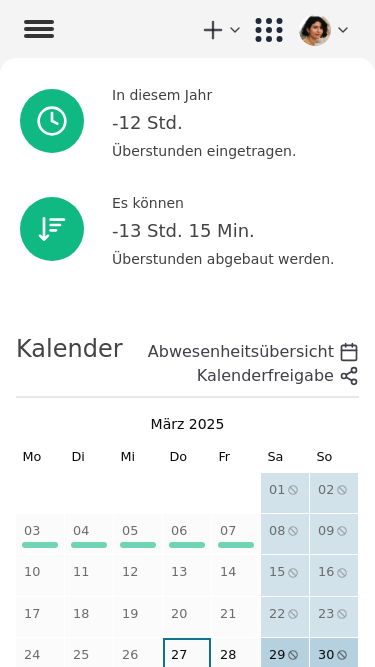 In diesem Jahr
-12 Std.
Überstunden eingetragen.
Es können
-13 Std. 15 Min.
Überstunden abgebaut werden.
Kalender
Abwesenheitsübersicht
Kalenderfreigabe
März 2025
Mo Di Mi Do Fr Sa So
01 02
03 04 05 06 07 08 09
10 11 12 13 14 15 16
17 18 19 20 21 22 23
24 25 26 27 28 29 30